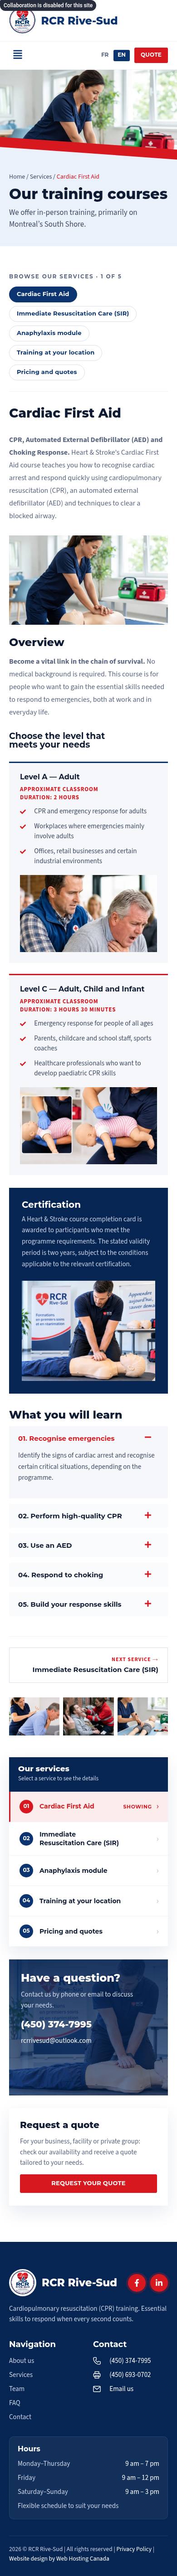 Collaboration is disabled for this site
RCR Rive-Sud
FR EN QUOTE
Home / Services / Cardiac First Aid
Our training courses
We offer in-person training, primarily on
Montreal's South Shore.
BROWSE OUR SERVICES · 1 OF 5
Cardiac First Aid
Immediate Resuscitation Care (SIR)
Anaphylaxis module
Training at your location
Pricing and quotes
Cardiac First Aid
CPR, Automated External Defibrillator (AED) and
Choking Response. Heart & Stroke's Cardiac First
Aid course teaches you how to recognise cardiac
arrest and respond quickly using cardiopulmonary
resuscitation (CPR), an automated external
defibrillator (AED) and techniques to clear a
blocked airway.
Overview
Become a vital link in the chain of survival. No
medical background is required. This course is for
people who want to gain the essential skills needed
to respond to emergencies, both at work and in
everyday life.
Choose the level that
meets your needs
Level A — Adult
APPROXIMATE CLASSROOM
DURATION: 2 HOURS
CPR and emergency response for adults
Workplaces where emergencies mainly
involve adults
Offices, retail businesses and certain
industrial environments
Level C — Adult, Child and Infant
APPROXIMATE CLASSROOM
DURATION: 3 HOURS 30 MINUTES
Emergency response for people of all ages
Parents, childcare and school staff, sports
coaches
Healthcare professionals who want to
develop paediatric CPR skills
Certification
A Heart & Stroke course completion card is
awarded to participants who meet the
programme requirements. The stated validity
period is two years, subject to the conditions
applicable to the relevant certification.
RCR
Rive-Sud
What you will learn
01. Recognise emergencies
Identify the signs of cardiac arrest and recognise
certain critical situations, depending on the
programme.
02. Perform high-quality CPR
03. Use an AED
04. Respond to choking
05. Build your response skills
NEXT SERVICE →
Immediate Resuscitation Care (SIR)
Our services
Select a service to see the details
01 Cardiac First Aid SHOWING
02 Immediate
Resuscitation Care (SIR)
03 Anaphylaxis module
04 Training at your location
05 Pricing and quotes
Have a question?
Contact us by phone or email to discuss
your needs.
(450) 374-7995
rcrrivesud@outlook.com
Request a quote
For your business, facility or private group:
check our availability and receive a quote
tailored to your needs.
REQUEST YOUR QUOTE
RCR Rive-Sud
Cardiopulmonary resuscitation (CPR) training. Essential
skills to respond when every second counts.
Navigation
About us
Services
Team
FAQ
Contact
Contact
(450) 374-7995
(450) 693-0702
Email us
Hours
Monday–Thursday 9 am – 7 pm
Friday 9 am – 12 pm
Saturday–Sunday 9 am – 3 pm
Flexible schedule to suit your needs
2026 © RCR Rive-Sud | All rights reserved | Privacy Policy |
Website design by Web Hosting Canada